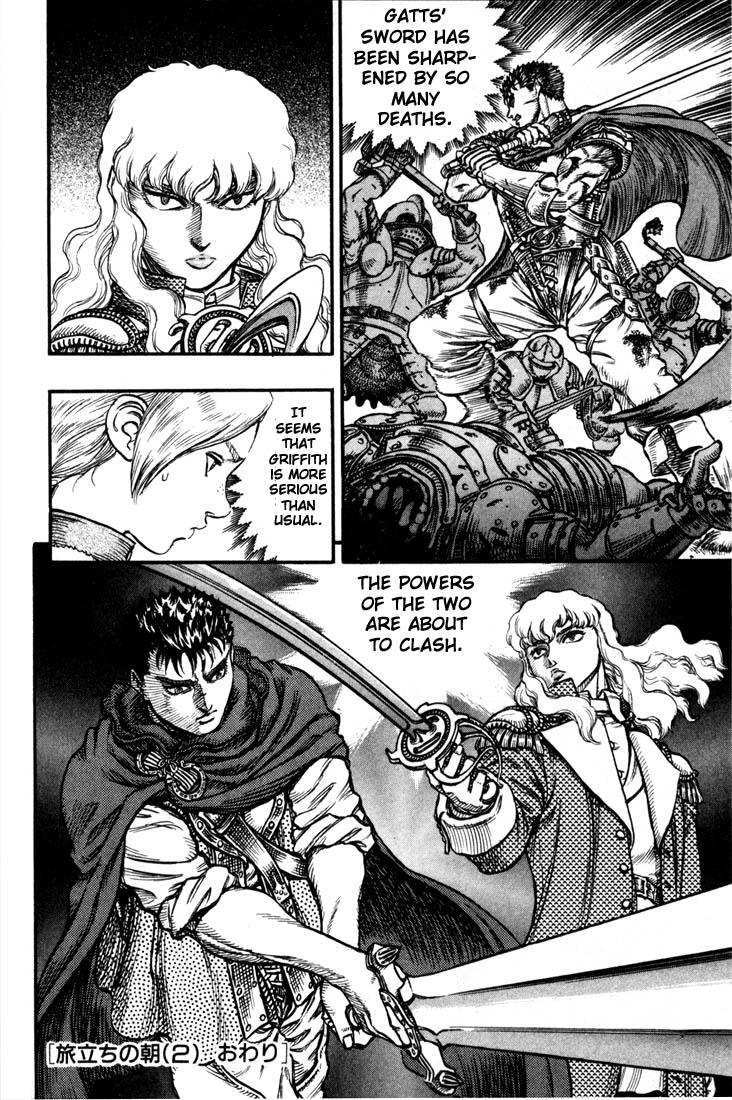 GATTS'
SWORD HAS
BEEN SHARP-
ENED BY SO
MANY
DEATHS.
IT
SEEMS
THAT
GRIFFITH
IS MORE
SERIOUS
THAN
USUAL.
THE POWERS
OF THE TWO
ARE ABOUT
TO CLASH.
[旅立ちの朝(2) おわり]